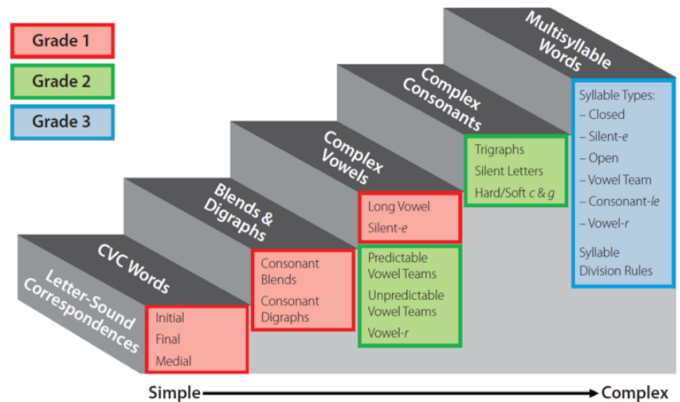 Grade 1
Grade 2
Grade 3
Letter-Sound
Correspondences
CVC Words
Initial
Final
Medial
Blends &
Digraphs
Consonant
Blends
Consonant
Digraphs
Complex
Vowels
Long Vowel
Silent-e
Predictable
Vowel Teams
Unpredictable
Vowel Teams
Vowel-r
Complex
Consonants
Trigraphs
Silent Letters
Hard/Soft c & g
Multisyllable
Words
Syllable Types:
– Closed
– Silent-e
– Open
– Vowel Team
– Consonant-le
– Vowel-r
Syllable
Division Rules
Simple
Complex